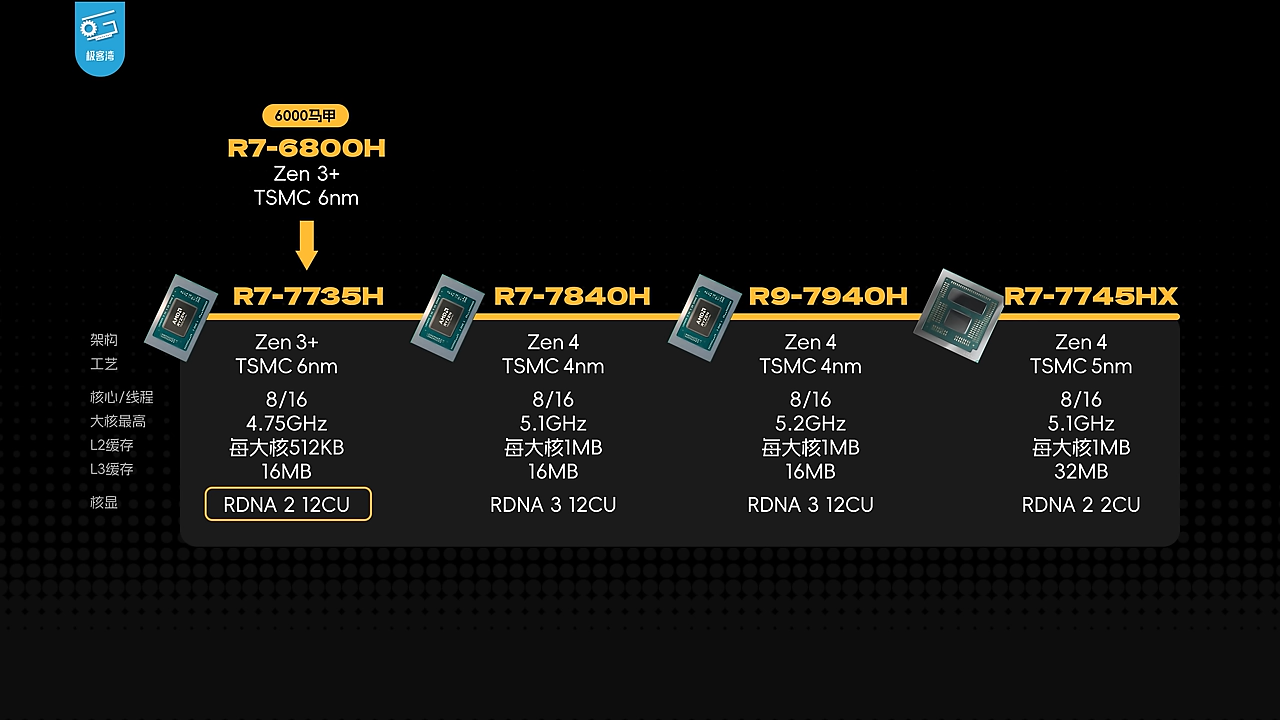 极客湾
6000马甲
R7-6800H
Zen 3+
TSMC 6nm
R7-7735H R7-7840H R9-7940H R7-7745HX
架构 Zen 3+ Zen 4 Zen 4 Zen 4
工艺 TSMC 6nm TSMC 4nm TSMC 4nm TSMC 5nm
核心/线程 8/16 8/16 8/16 8/16
大核最高 4.75GHz 5.1GHz 5.2GHz 5.1GHz
L2缓存 每大核512KB 每大核1MB 每大核1MB 每大核1MB
L3缓存 16MB 16MB 16MB 32MB
核显 RDNA 2 12CU RDNA 3 12CU RDNA 3 12CU RDNA 2 2CU